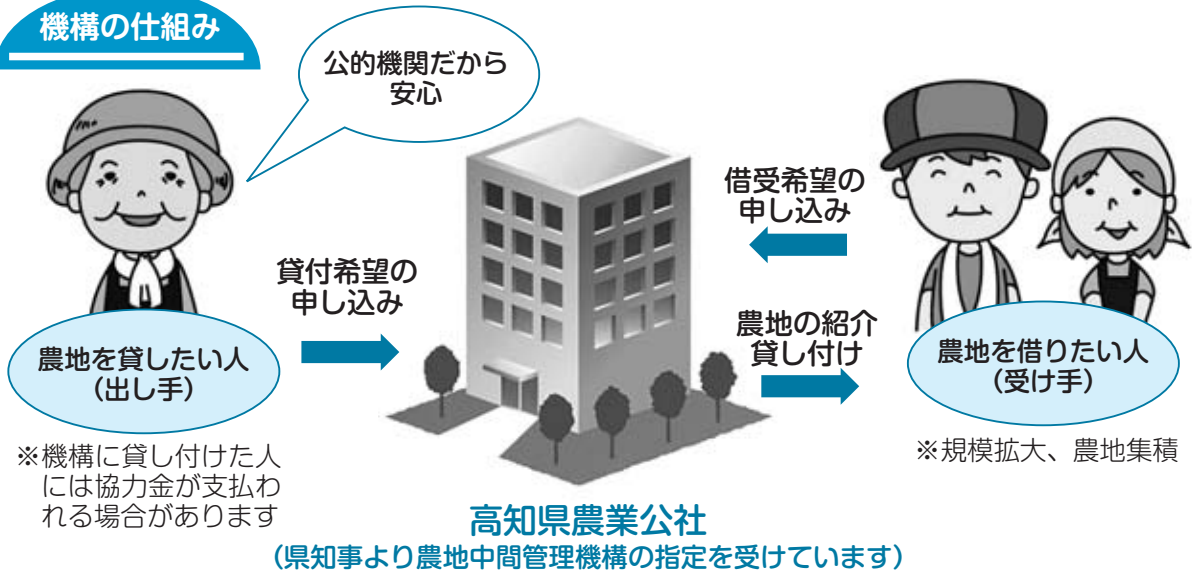 機構の仕組み
公的機関だから
安心
貸付希望の
申し込み
借受希望の
申し込み
農地の紹介
貸し付け
農地を貸したい人
(出し手)
農地を借りたい人
(受け手)
※機構に貸し付けた人
には協力金が支払わ
れる場合があります
※規模拡大、農地集積
高知県農業公社
(県知事より農地中間管理機構の指定を受けています)